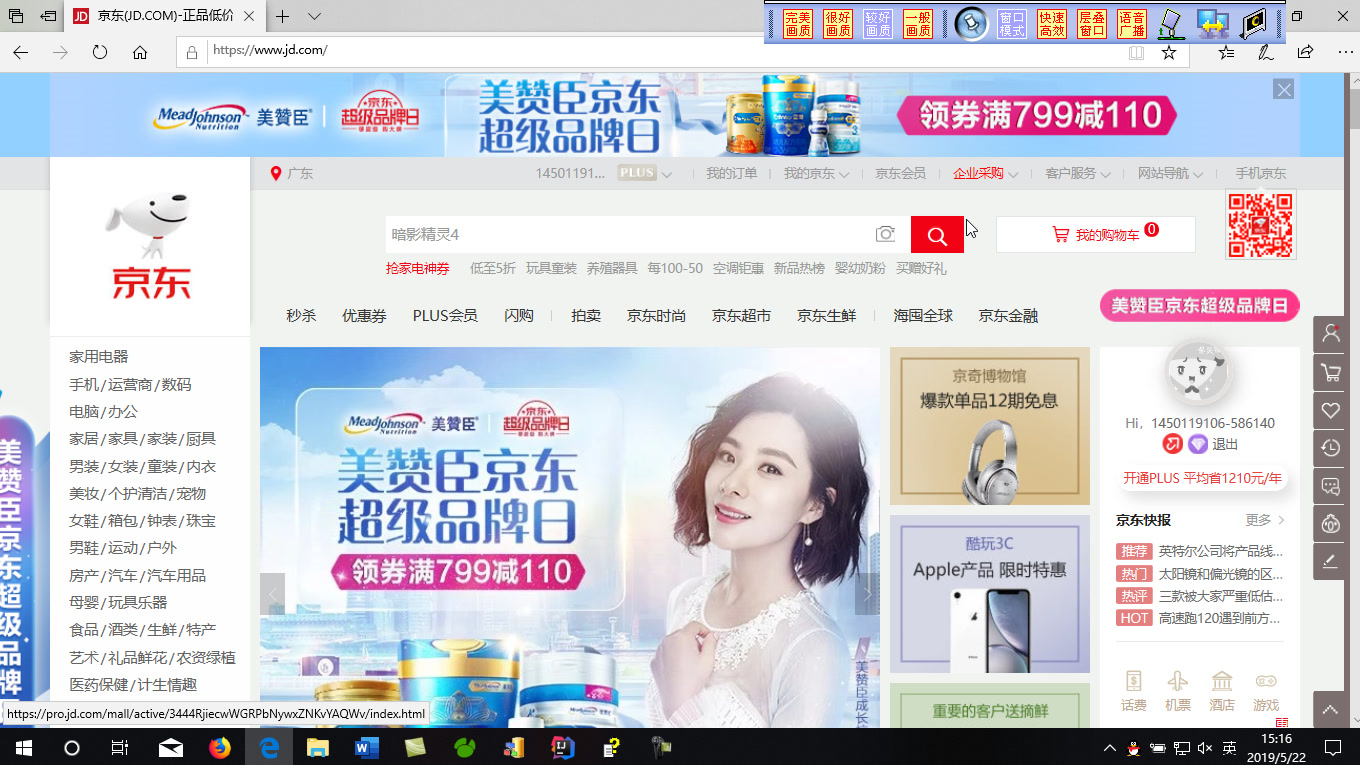 京东(JD.COM)-正品低价
完美画质
很好画质
较好画质
一般画质
窗口模式
快速高效
层叠窗口
语音广播
https://www.jd.com/
MeadJohnson Nutrition 美赞臣 京东超级品牌日
美赞臣京东
超级品牌日
领券满799减110
广东
14501191... PLUS 我的订单 我的京东 京东会员 企业采购 客户服务 网站导航 手机京东
京东
暗影精灵4
我的购物车 0
抢家电神券 低至5折 玩具童装 养殖器具 每100-50 空调钜惠 新品热榜 婴幼奶粉 买赠好礼
秒杀 优惠券 PLUS会员 闪购 拍卖 京东时尚 京东超市 京东生鲜 海囤全球 京东金融
美赞臣京东超级品牌日
家用电器
手机/运营商/数码
电脑/办公
家居/家具/家装/厨具
男装/女装/童装/内衣
美妆/个护清洁/宠物
女鞋/箱包/钟表/珠宝
男鞋/运动/户外
房产/汽车/汽车用品
母婴/玩具乐器
食品/酒类/生鲜/特产
艺术/礼品鲜花/农资绿植
医药保健/计生情趣
美赞臣京东超级品牌
MeadJohnson Nutrition 美赞臣 京东超级品牌日
美赞臣京东
超级品牌日
领券满799减110
美赞臣成长
京奇博物馆
爆款单品12期免息
酷玩3C
Apple产品 限时特惠
重要的客户送摘鲜
Hi，1450119106-586140
退出
开通PLUS 平均省1210元/年
京东快报 更多
推荐 英特尔公司将产品线...
热门 太阳镜和偏光镜的区...
热评 三款被大家严重低估...
HOT 高速跑120遇到前方...
话费 机票 酒店 游戏
https://pro.jd.com/mall/active/3444RjiecwWGRPbNywxZNKvYAQWv/index.html
英
15:16
2019/5/22